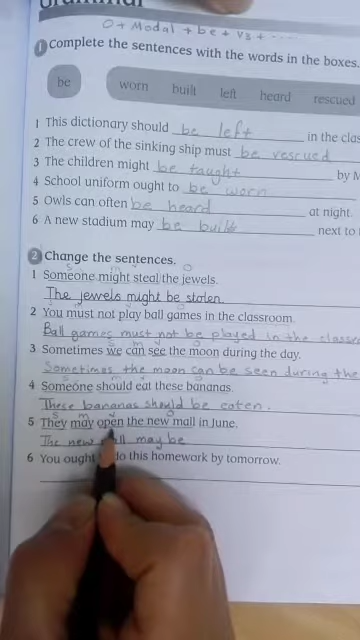 Grammar
O + Modal + be + V3 + .....
1 Complete the sentences with the words in the boxes.
be worn built left heard rescued
1 This dictionary should be left in the clas
2 The crew of the sinking ship must be rescued
3 The children might be taught by M
4 School uniform ought to be worn
5 Owls can often be heard at night.
6 A new stadium may be built next to
2 Change the sentences.
1 Someone might steal the jewels.
The jewels might be stolen
2 You must not play ball games in the classroom.
Ball games must not be played in the classro
3 Sometimes we can see the moon during the day.
Sometimes the moon can be seen during the
4 Someone should eat these bananas.
These bananas should be eaten.
5 They may open the new mall in June.
The new mall may be
6 You ought do this homework by tomorrow.